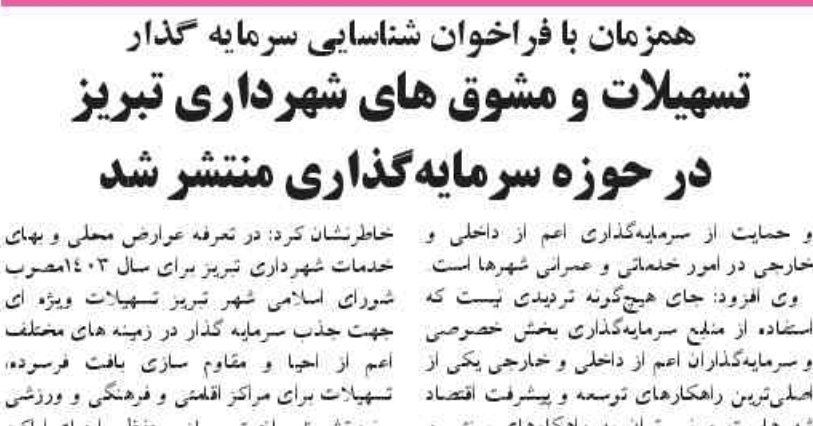 همزمان با فراخوان شناسایی سرمایه گذار
تسهیلات و مشوق های شهرداری تبریز
در حوزه سرمایه‌گذاری منتشر شد
و حمایت از سرمایه‌گذاری اعم از داخلی و
خارجی در امور خدماتی و عمرانی شهرها است.
وی افزود: جای هیچ‌گونه تردیدی نیست که
استفاده از منابع سرمایه‌گذاری بخش خصوصی
و سرمایه‌گذاران اعم از داخلی و خارجی یکی از
اصلی‌ترین راهکارهای توسعه و پیشرفت اقتصاد
خاطرنشان کرد: در تعرفه عوارض محلی و بهای
خدمات شهرداری تبریز برای سال ۱٤۰۳مصوب
شورای اسلامی شهر تبریز تسهیلات ویژه ای
جهت جذب سرمایه گذار در زمینه های مختلف
اعم از احیا و مقاوم سازی بافت فرسوده،
تسهیلات برای مراکز اقامتی و فرهنگی و ورزشی